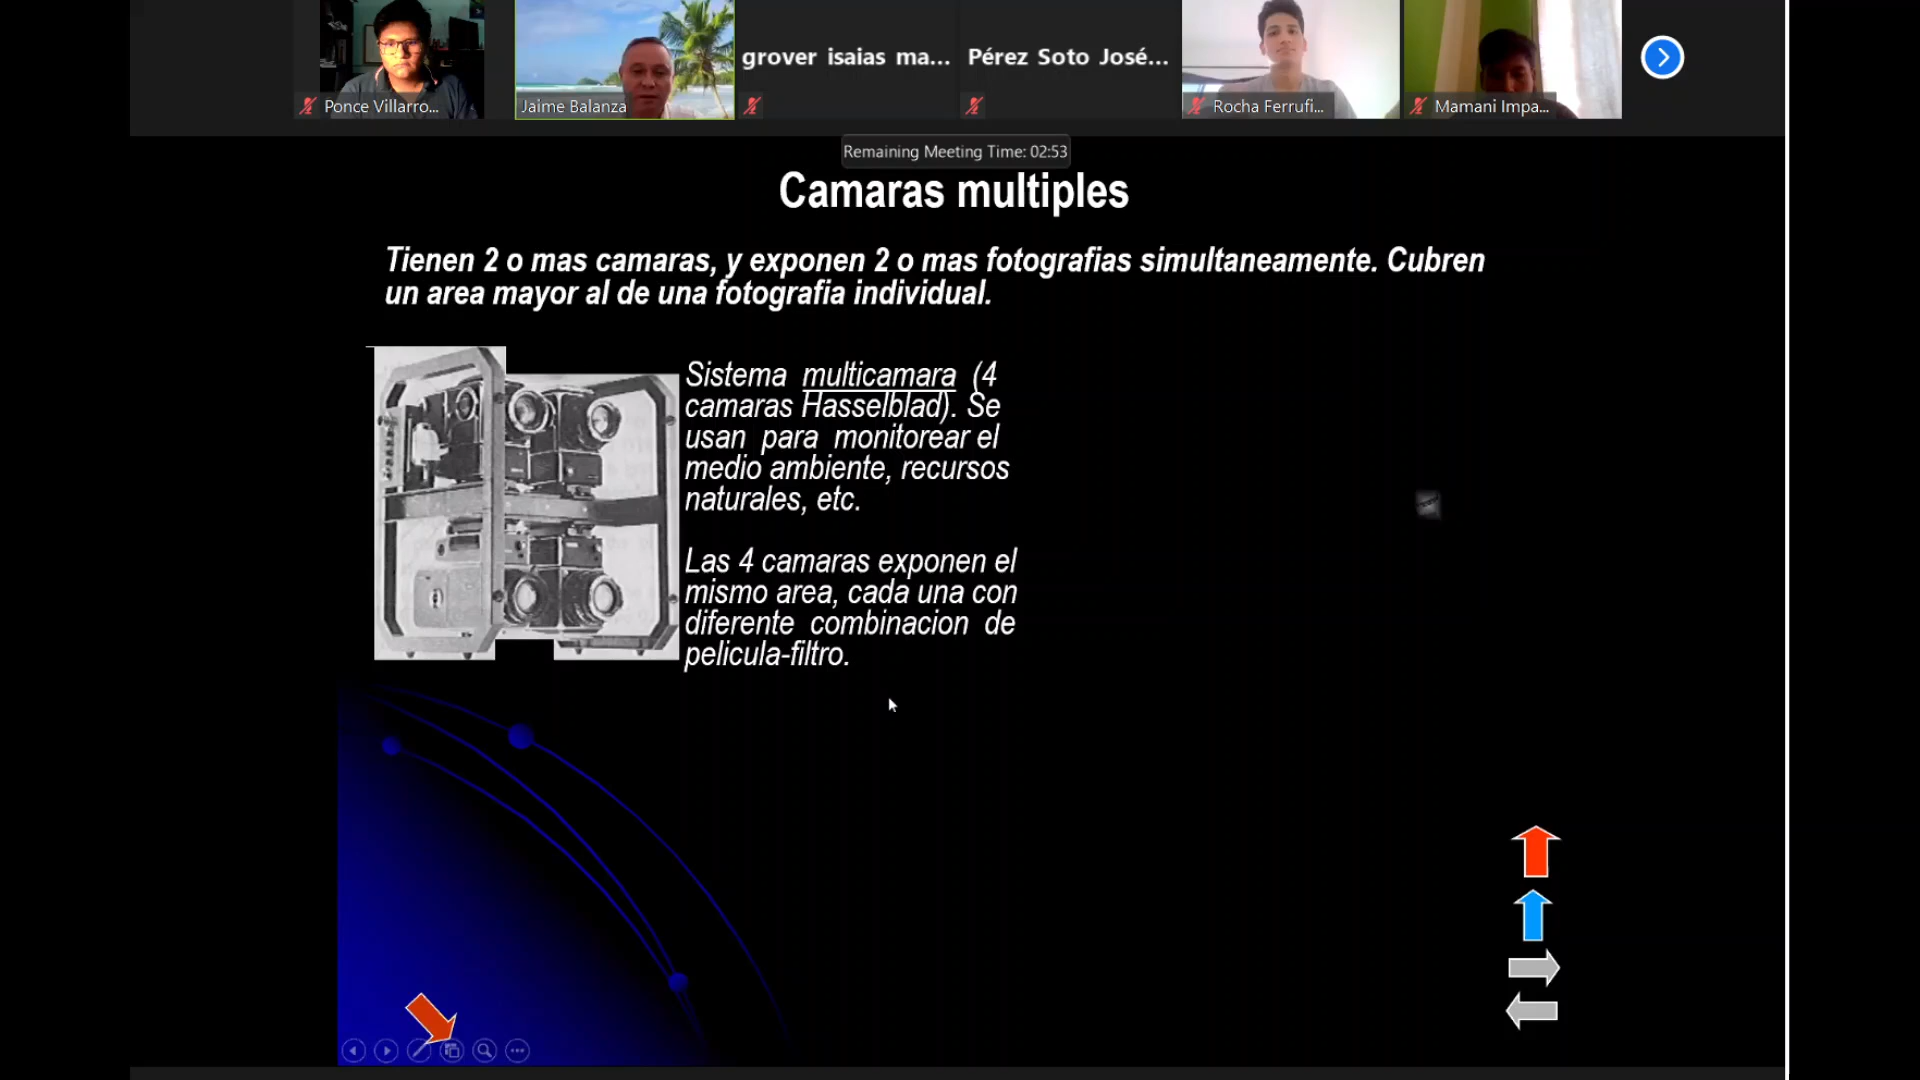 Ponce Villarro...
Jaime Balanza
grover isaias ma...
Pérez Soto José...
Rocha Ferrufi...
Mamani Impa...
Remaining Meeting Time: 02:53
Camaras multiples
Tienen 2 o mas camaras, y exponen 2 o mas fotografias simultaneamente. Cubren
un area mayor al de una fotografia individual.
Sistema multicamara (4
camaras Hasselblad). Se
usan para monitorear el
medio ambiente, recursos
naturales, etc.
Las 4 camaras exponen el
mismo area, cada una con
diferente combinacion de
pelicula-filtro.